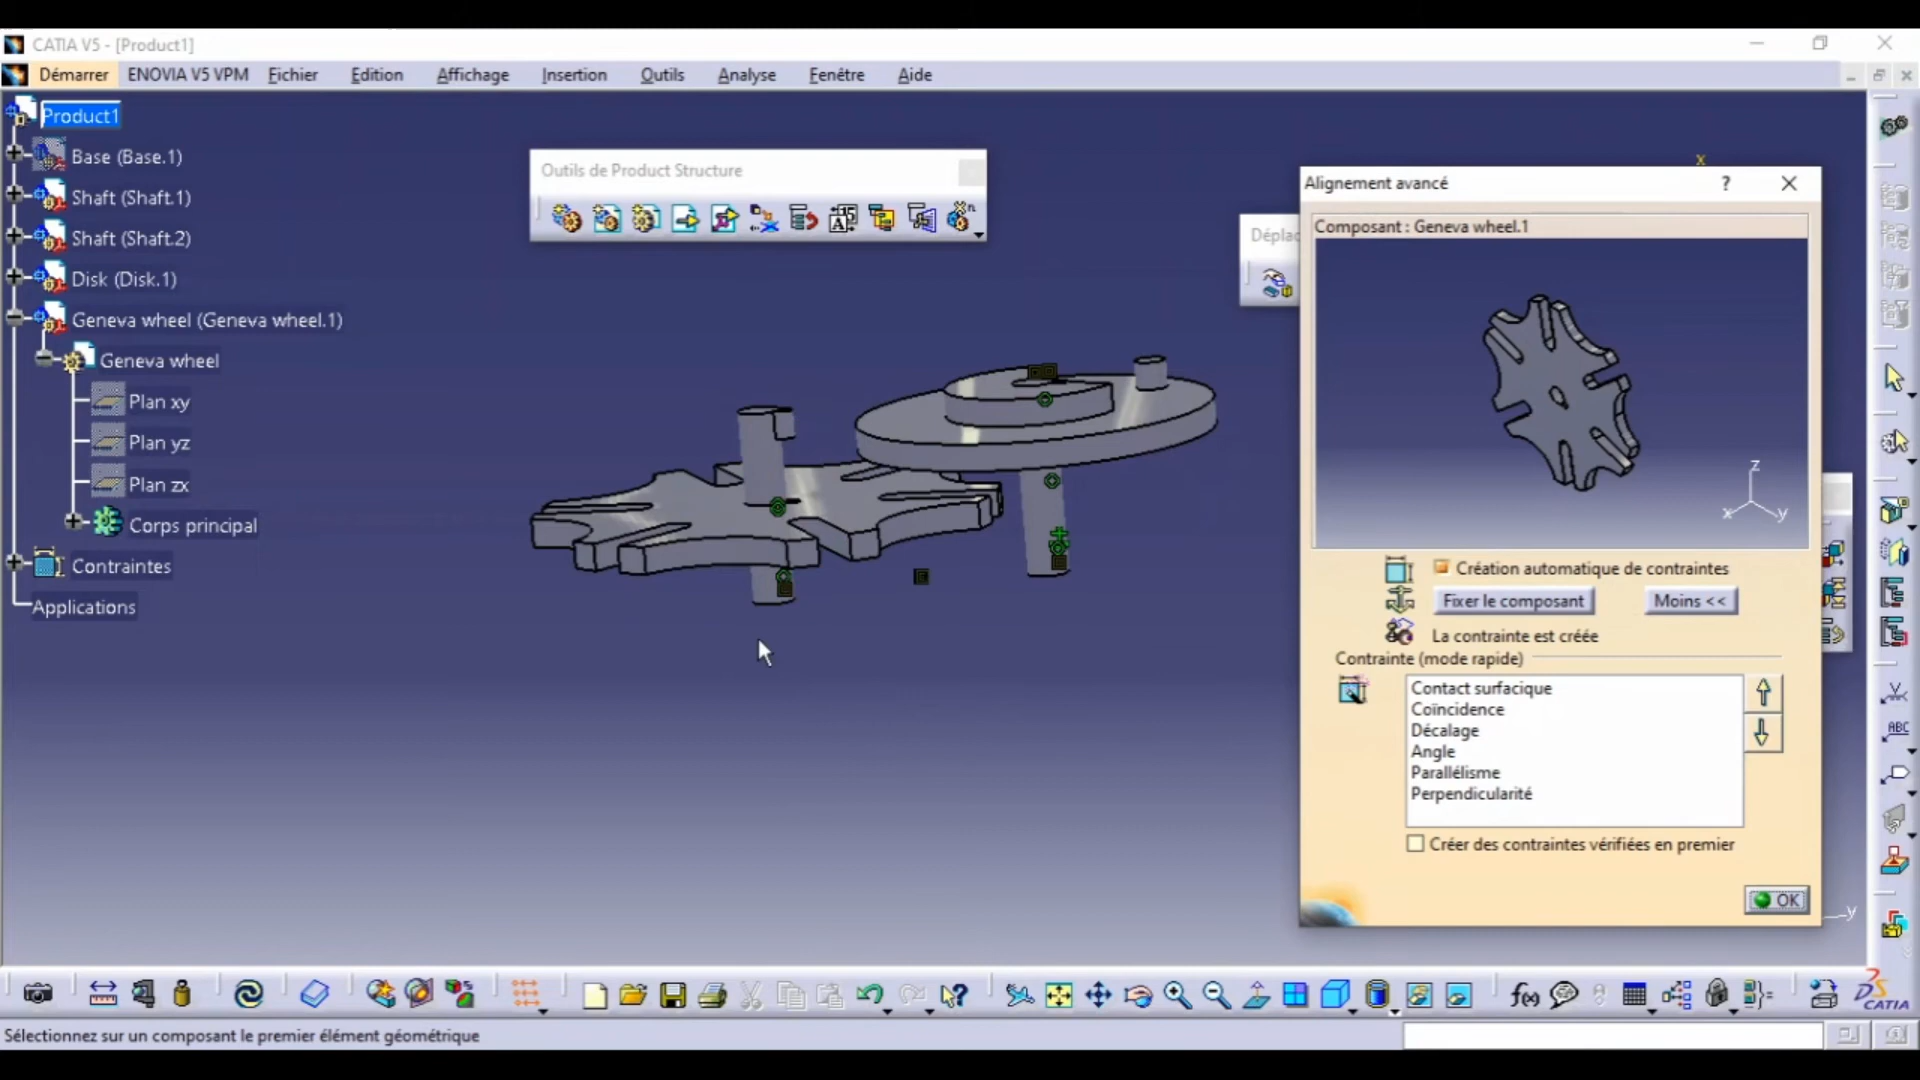 CATIA V5 - [Product1]
Démarrer ENOVIA V5 VPM Fichier Edition Affichage Insertion Outils Analyse Fenêtre Aide
Product1
Base (Base.1)
Shaft (Shaft.1)
Shaft (Shaft.2)
Disk (Disk.1)
Geneva wheel (Geneva wheel.1)
Geneva wheel
Plan xy
Plan yz
Plan zx
Corps principal
Contraintes
Applications
Outils de Product Structure
Déplac
x
Alignement avancé
?
Composant : Geneva wheel.1
z
x y
Création automatique de contraintes
Fixer le composant Moins <<
La contrainte est créée
Contrainte (mode rapide)
Contact surfacique
Coïncidence
Décalage
Angle
Parallélisme
Perpendicularité
Créer des contraintes vérifiées en premier
OK
y
ABC
f(x)
DS
CATIA
Sélectionnez sur un composant le premier élément géométrique